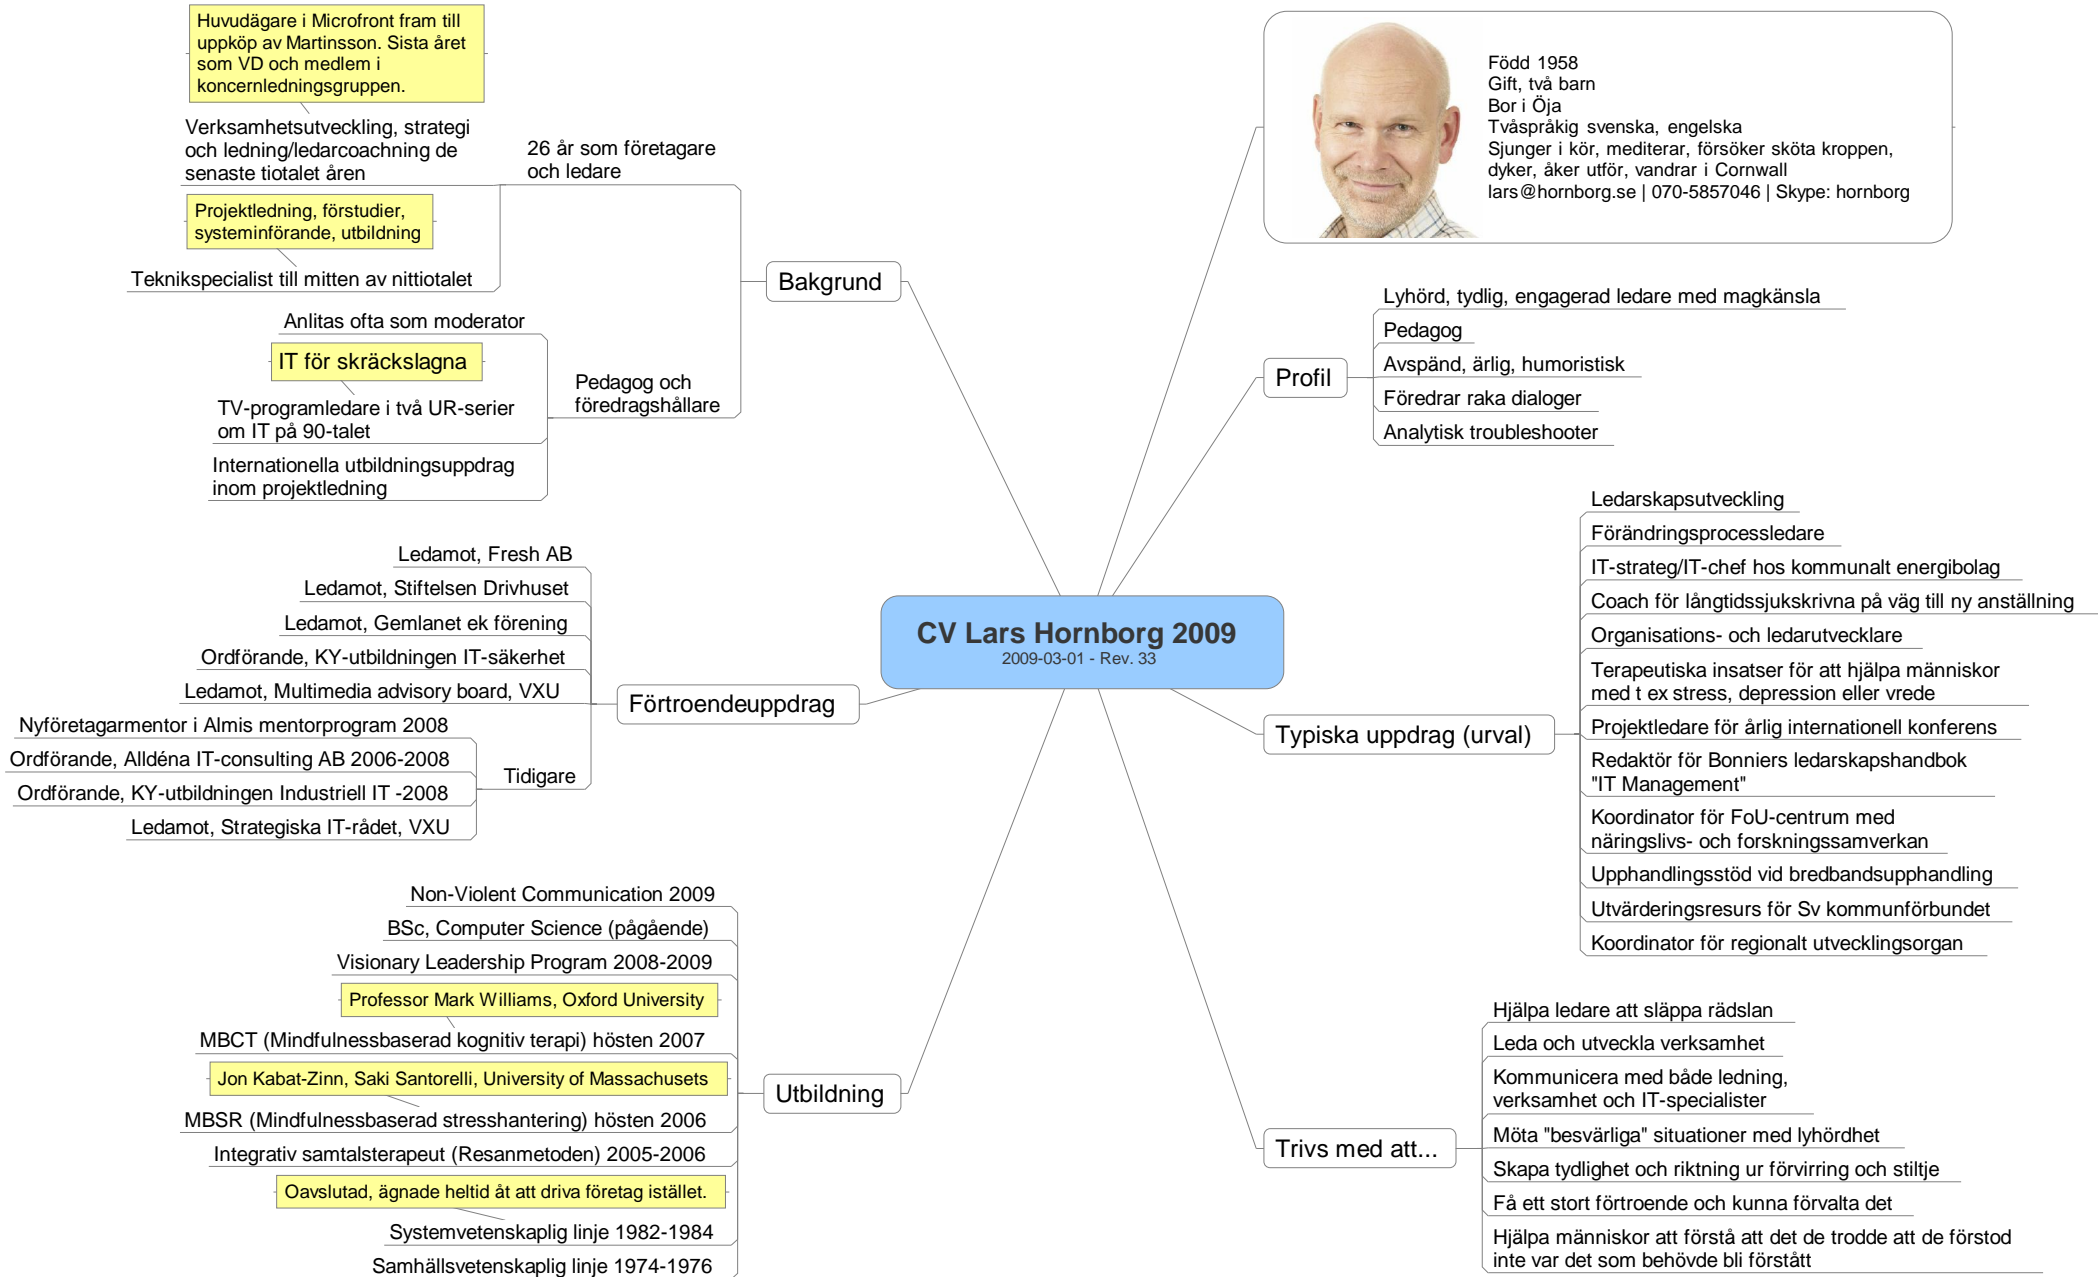 Huvudägare i Microfront fram till
uppköp av Martinsson. Sista året
som VD och medlem i
koncernledningsgruppen.
Verksamhetsutveckling, strategi
och ledning/ledarcoachning de
senaste tiotalet åren
Projektledning, förstudier,
systeminförande, utbildning
Teknikspecialist till mitten av nittiotalet
26 år som företagare
och ledare
Anlitas ofta som moderator
IT för skräckslagna
TV-programledare i två UR-serier
om IT på 90-talet
Internationella utbildningsuppdrag
inom projektledning
Pedagog och
föredragshållare
Bakgrund
Ledamot, Fresh AB
Ledamot, Stiftelsen Drivhuset
Ledamot, Gemlanet ek förening
Ordförande, KY-utbildningen IT-säkerhet
Ledamot, Multimedia advisory board, VXU
Nyföretagarmentor i Almis mentorprogram 2008
Ordförande, Alldéna IT-consulting AB 2006-2008
Ordförande, KY-utbildningen Industriell IT -2008
Ledamot, Strategiska IT-rådet, VXU
Tidigare
Förtroendeuppdrag
Non-Violent Communication 2009
BSc, Computer Science (pågående)
Visionary Leadership Program 2008-2009
Professor Mark Williams, Oxford University
MBCT (Mindfulnessbaserad kognitiv terapi) hösten 2007
Jon Kabat-Zinn, Saki Santorelli, University of Massachusets
MBSR (Mindfulnessbaserad stresshantering) hösten 2006
Integrativ samtalsterapeut (Resanmetoden) 2005-2006
Oavslutad, ägnade heltid åt att driva företag istället.
Systemvetenskaplig linje 1982-1984
Samhällsvetenskaplig linje 1974-1976
Utbildning
CV Lars Hornborg 2009
2009-03-01 - Rev. 33
Född 1958
Gift, två barn
Bor i Öja
Tvåspråkig svenska, engelska
Sjunger i kör, mediterar, försöker sköta kroppen,
dyker, åker utför, vandrar i Cornwall
lars@hornborg.se | 070-5857046 | Skype: hornborg
Profil
Lyhörd, tydlig, engagerad ledare med magkänsla
Pedagog
Avspänd, ärlig, humoristisk
Föredrar raka dialoger
Analytisk troubleshooter
Typiska uppdrag (urval)
Ledarskapsutveckling
Förändringsprocessledare
IT-strateg/IT-chef hos kommunalt energibolag
Coach för långtidssjukskrivna på väg till ny anställning
Organisations- och ledarutvecklare
Terapeutiska insatser för att hjälpa människor
med t ex stress, depression eller vrede
Projektledare för årlig internationell konferens
Redaktör för Bonniers ledarskapshandbok
"IT Management"
Koordinator för FoU-centrum med
näringslivs- och forskningssamverkan
Upphandlingsstöd vid bredbandsupphandling
Utvärderingsresurs för Sv kommunförbundet
Koordinator för regionalt utvecklingsorgan
Trivs med att...
Hjälpa ledare att släppa rädslan
Leda och utveckla verksamhet
Kommunicera med både ledning,
verksamhet och IT-specialister
Möta "besvärliga" situationer med lyhördhet
Skapa tydlighet och riktning ur förvirring och stiltje
Få ett stort förtroende och kunna förvalta det
Hjälpa människor att förstå att det de trodde att de förstod
inte var det som behövde bli förstått